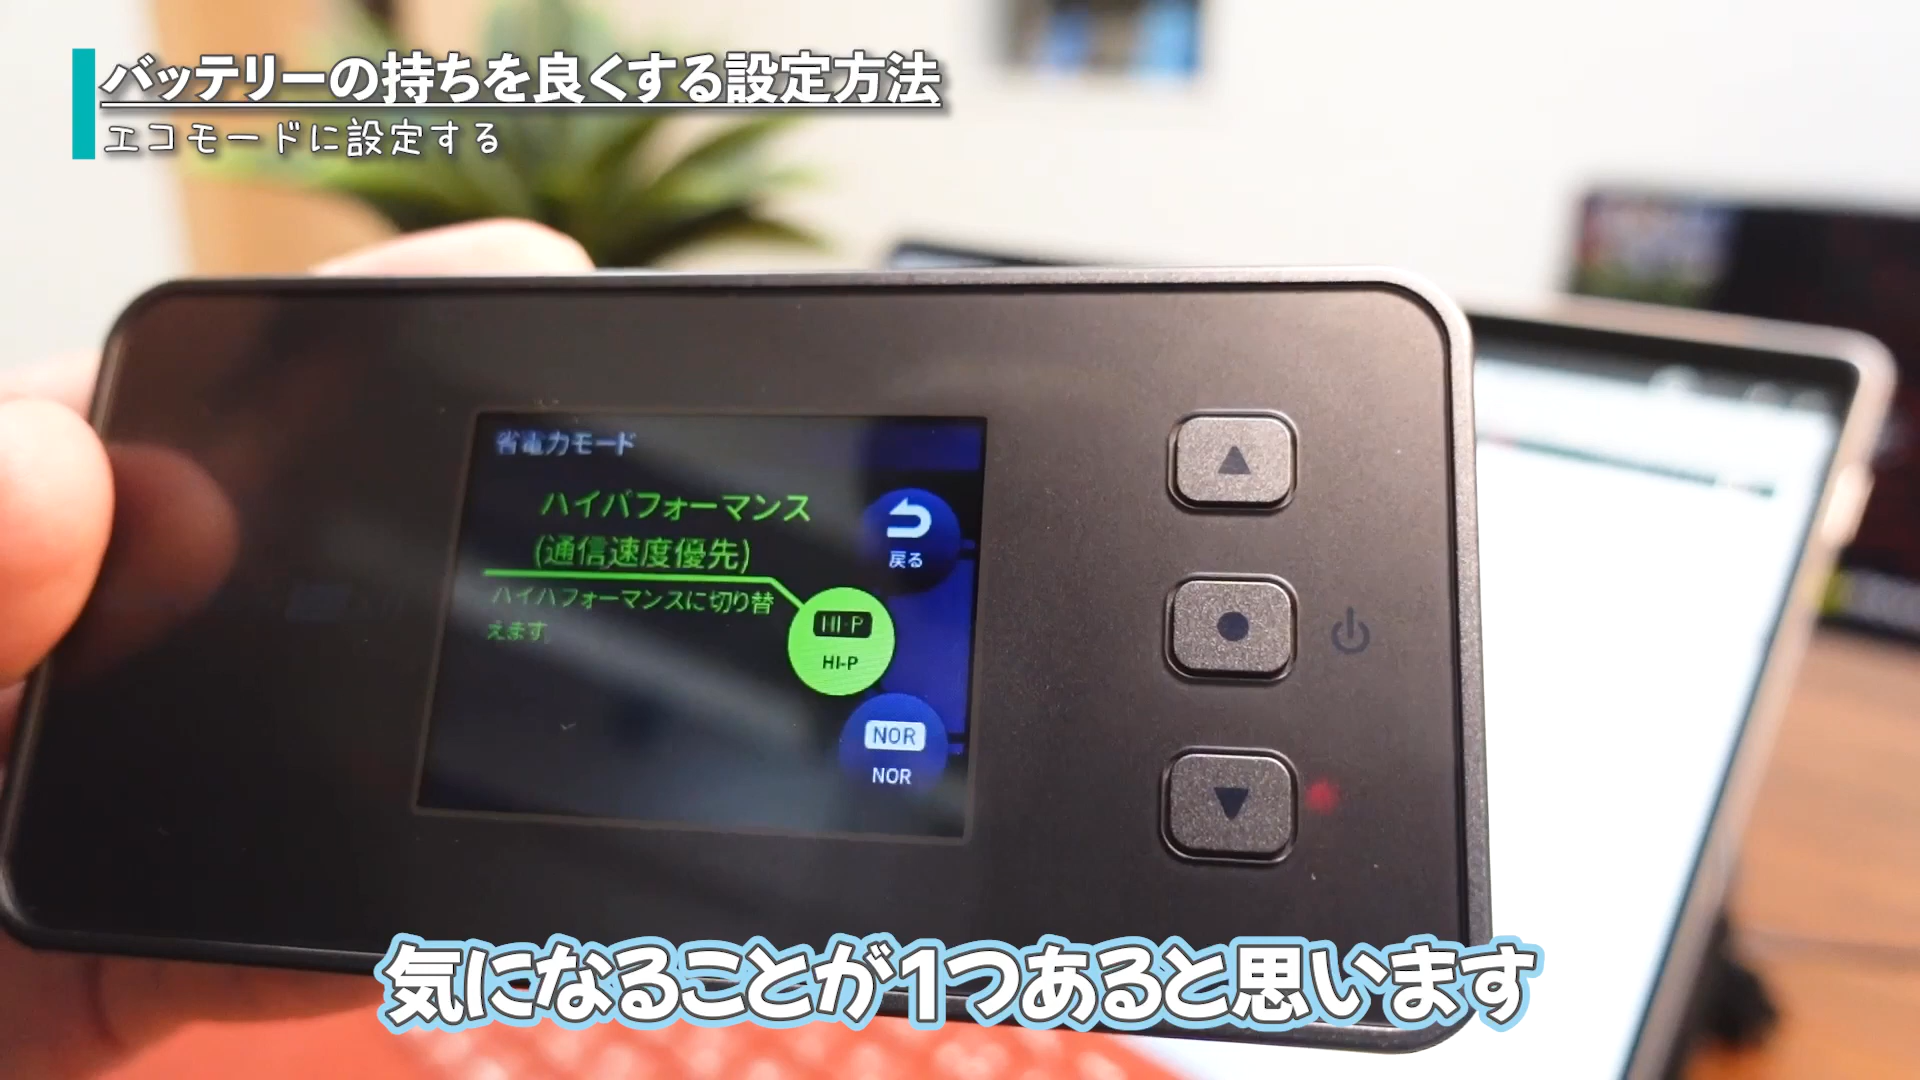 バッテリーの持ちを良くする設定方法
エコモードに設定する
省電力モード
ハイパフォーマンス
(通信速度優先)
ハイパフォーマンスに切り替
えます
戻る
HI-P
HI-P
NOR
NOR
気になることが1つあると思います